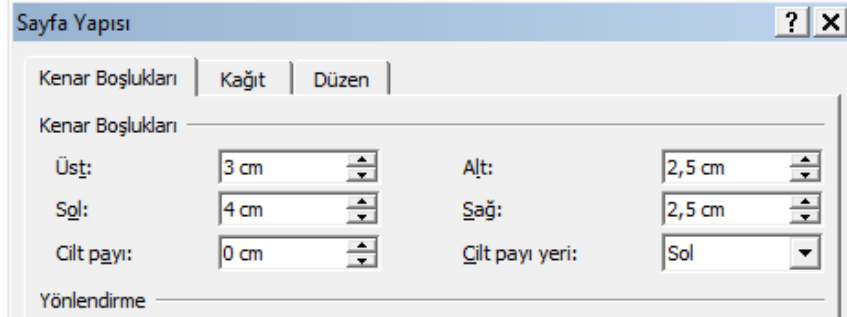 Sayfa Yapısı
Kenar Boşlukları Kağıt Düzen
Kenar Boşlukları
Üst: 3 cm Alt: 2,5 cm
Sol: 4 cm Sağ: 2,5 cm
Cilt payı: 0 cm Cilt payı yeri: Sol
Yönlendirme